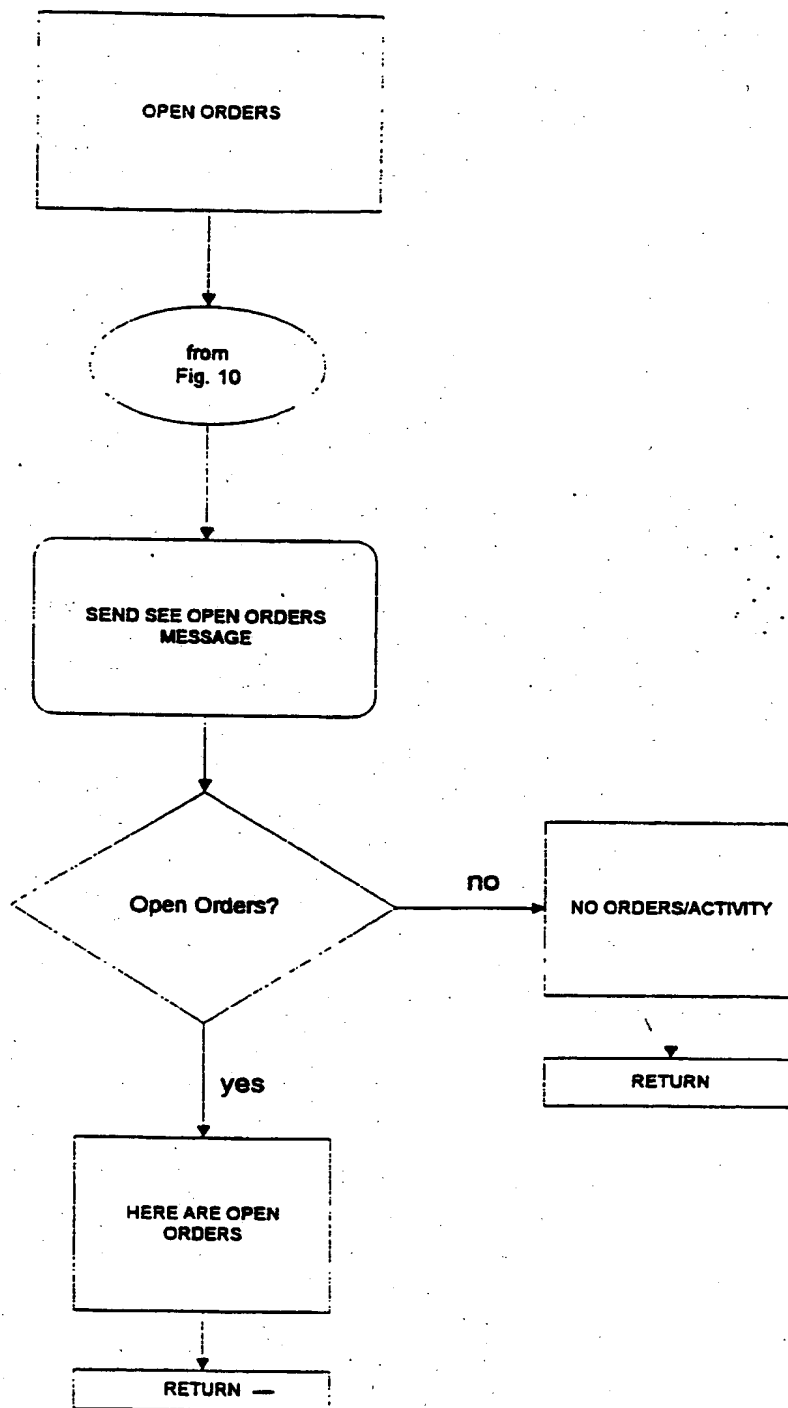 OPEN ORDERS
from
Fig. 10
SEND SEE OPEN ORDERS
MESSAGE
Open Orders?
no
NO ORDERS/ACTIVITY
RETURN
yes
HERE ARE OPEN
ORDERS
RETURN